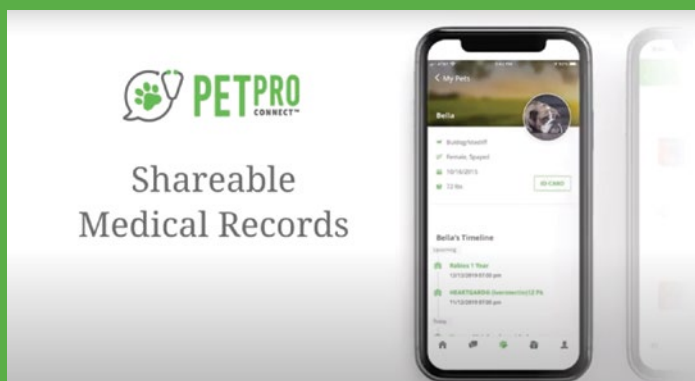 PETPRO
CONNECT™
Shareable
Medical Records
My Pets
Bella
Bulldog/Mastiff
Female, Spayed
10/16/2013
72 lbs
ID CARD
Bella's Timeline
Upcoming
Rabies 1 Year
12/12/2019 07:00 pm
HEARTGARD® (ivermectin)12 Pk
11/12/2019 07:00 pm
Today